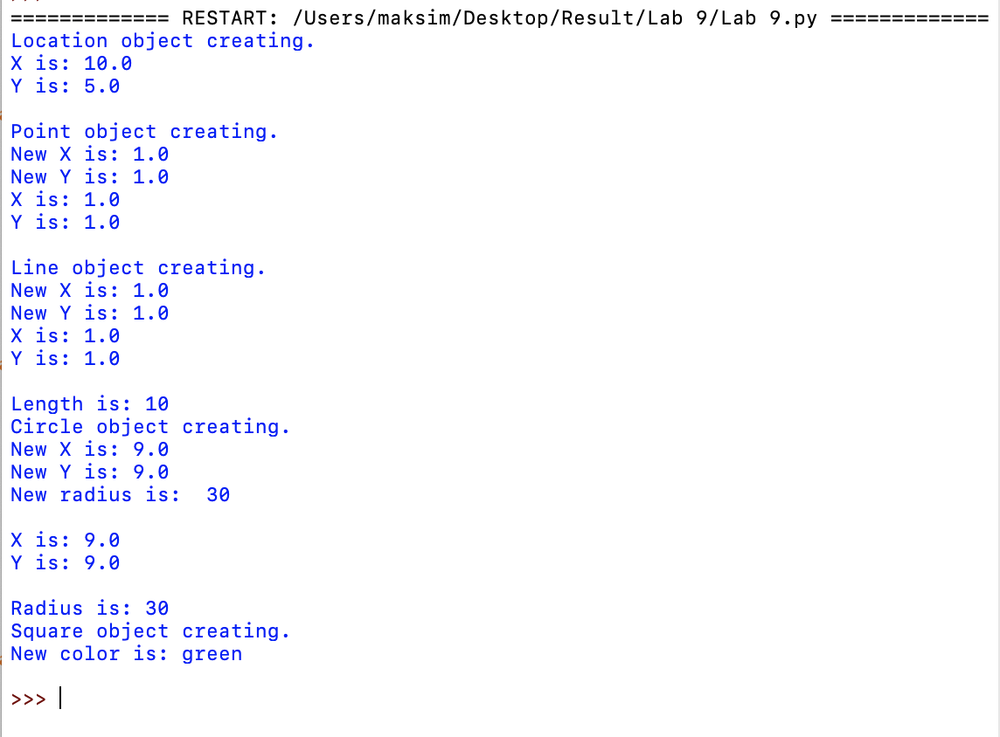 ============= RESTART: /Users/maksim/Desktop/Result/Lab 9/Lab 9.py =============
Location object creating.
X is: 10.0
Y is: 5.0
Point object creating.
New X is: 1.0
New Y is: 1.0
X is: 1.0
Y is: 1.0
Line object creating.
New X is: 1.0
New Y is: 1.0
X is: 1.0
Y is: 1.0
Length is: 10
Circle object creating.
New X is: 9.0
New Y is: 9.0
New radius is:  30
X is: 9.0
Y is: 9.0
Radius is: 30
Square object creating.
New color is: green
>>>